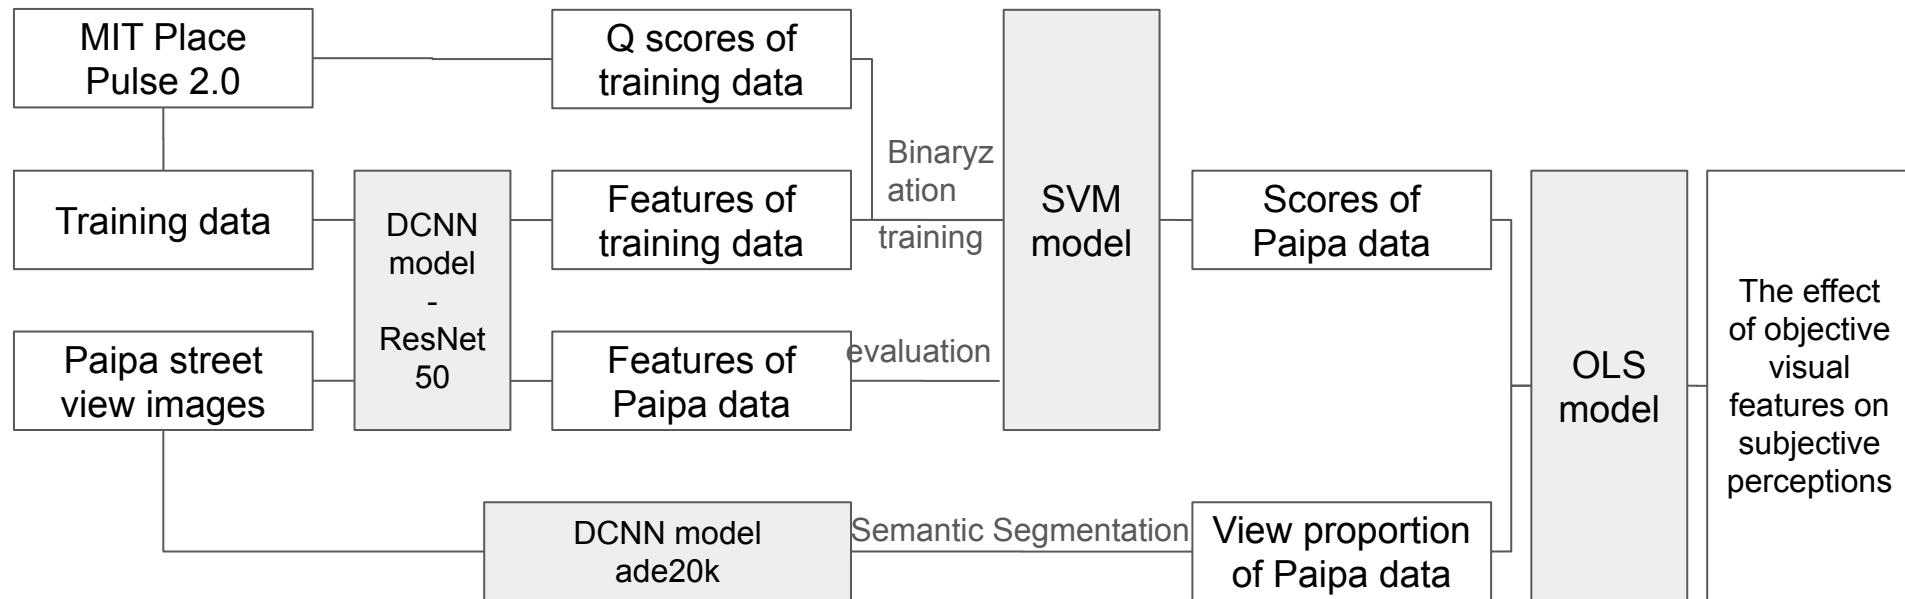 MIT Place
Pulse 2.0
Q scores of
training data
Binaryz
ation
training
Training data
DCNN
model
-
ResNet
50
Features of
training data
SVM
model
Scores of
Paipa data
Paipa street
view images
Features of
Paipa data
evaluation
OLS
model
The effect
of objective
visual
features on
subjective
perceptions
DCNN model
ade20k
Semantic Segmentation
View proportion
of Paipa data